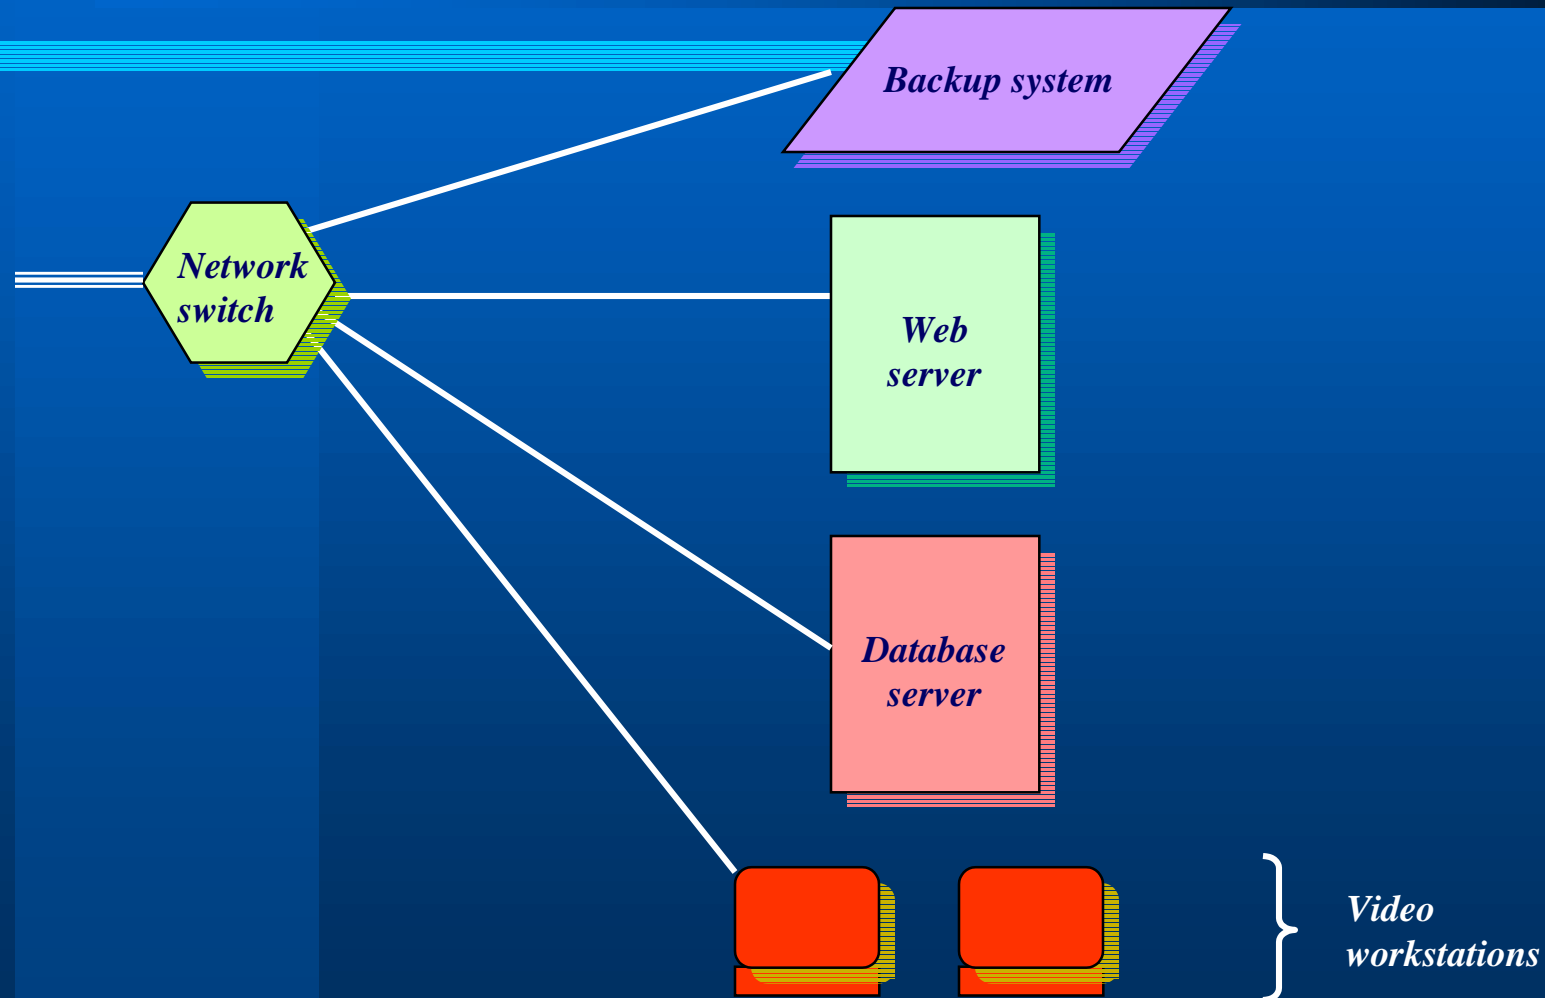 Backup system
Network
switch
Web
server
Database
server
Video
workstations